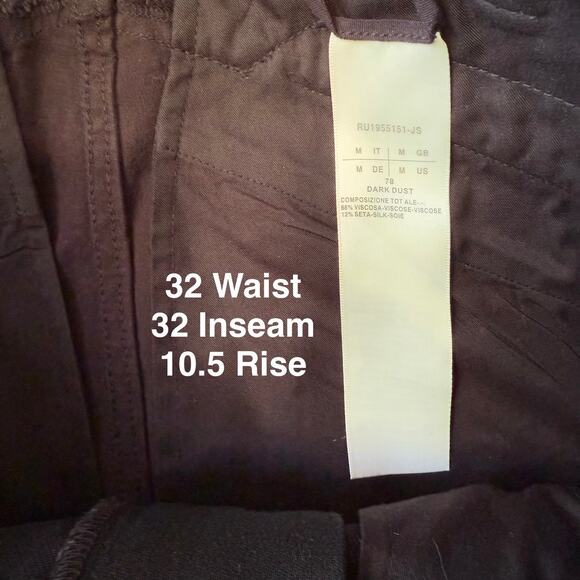 RU1955151-JS
M IT M GB
M DE M US
78
DARK DUST
COMPOSIZIONE TOT ALE-.-
88% VISCOSA-VISCOSE-VISCOSE
12% SETA-SILK-SOIE
32 Waist
32 Inseam
10.5 Rise